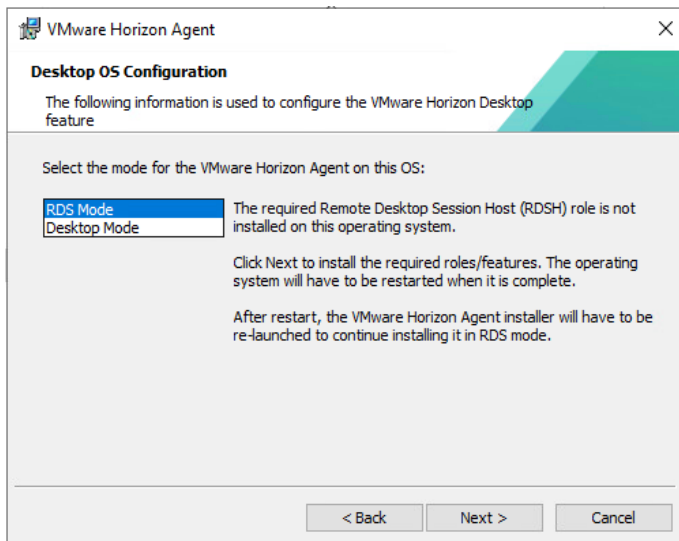 VMware Horizon Agent
Desktop OS Configuration
The following information is used to configure the VMware Horizon Desktop
feature
Select the mode for the VMware Horizon Agent on this OS:
RDS Mode
Desktop Mode
The required Remote Desktop Session Host (RDSH) role is not
installed on this operating system.
Click Next to install the required roles/features. The operating
system will have to be restarted when it is complete.
After restart, the VMware Horizon Agent installer will have to be
re-launched to continue installing it in RDS mode.
< Back
Next >
Cancel